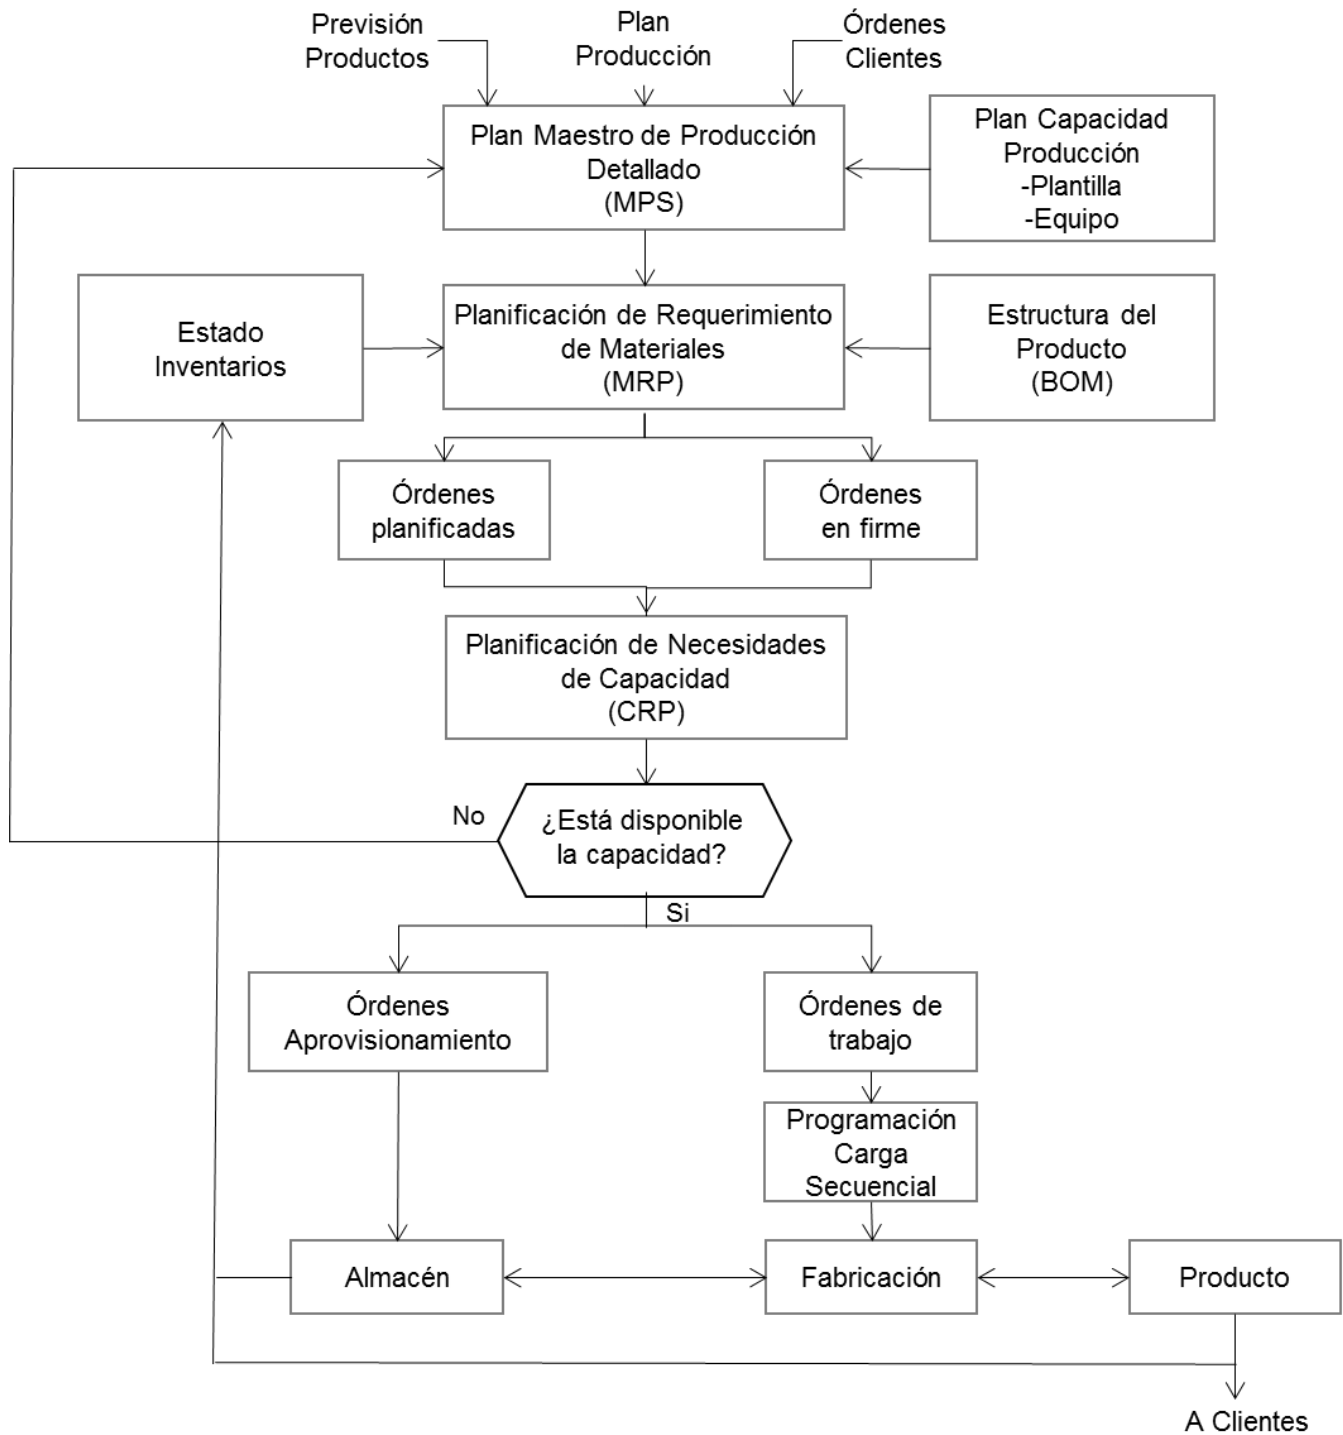 Previsión
Productos
Plan
Producción
Órdenes
Clientes
Plan Maestro de Producción
Detallado
(MPS)
Plan Capacidad
Producción
-Plantilla
-Equipo
Estado
Inventarios
Planificación de Requerimiento
de Materiales
(MRP)
Estructura del
Producto
(BOM)
Órdenes
planificadas
Órdenes
en firme
Planificación de Necesidades
de Capacidad
(CRP)
No
¿Está disponible
la capacidad?
Si
Órdenes
Aprovisionamiento
Órdenes de
trabajo
Programación
Carga
Secuencial
Almacén
Fabricación
Producto
A Clientes